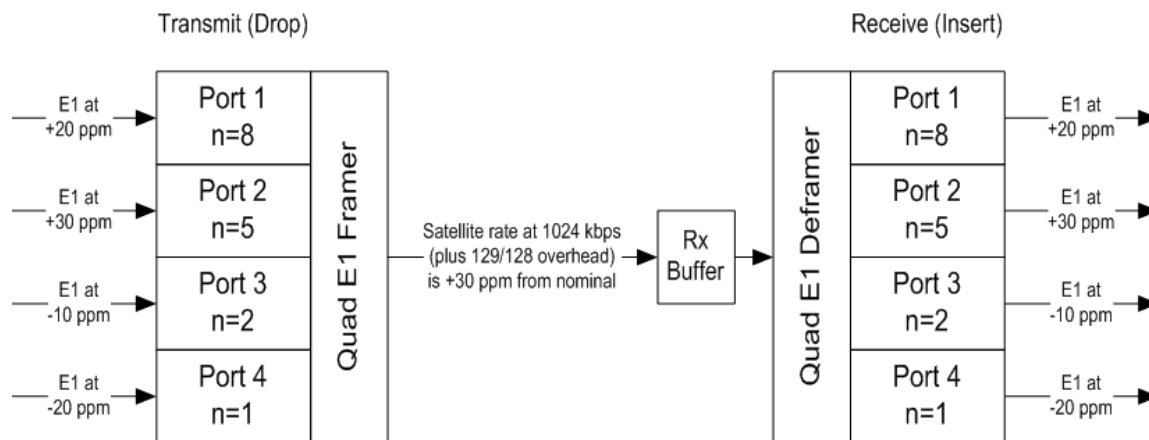 Transmit (Drop)
Receive (Insert)
E1 at
+20 ppm
Port 1
n=8
E1 at
+30 ppm
Port 2
n=5
E1 at
-10 ppm
Port 3
n=2
E1 at
-20 ppm
Port 4
n=1
Quad E1 Framer
Satellite rate at 1024 kbps
(plus 129/128 overhead)
is +30 ppm from nominal
Rx
Buffer
Quad E1 Deframer
Port 1
n=8
E1 at
+20 ppm
Port 2
n=5
E1 at
+30 ppm
Port 3
n=2
E1 at
-10 ppm
Port 4
n=1
E1 at
-20 ppm